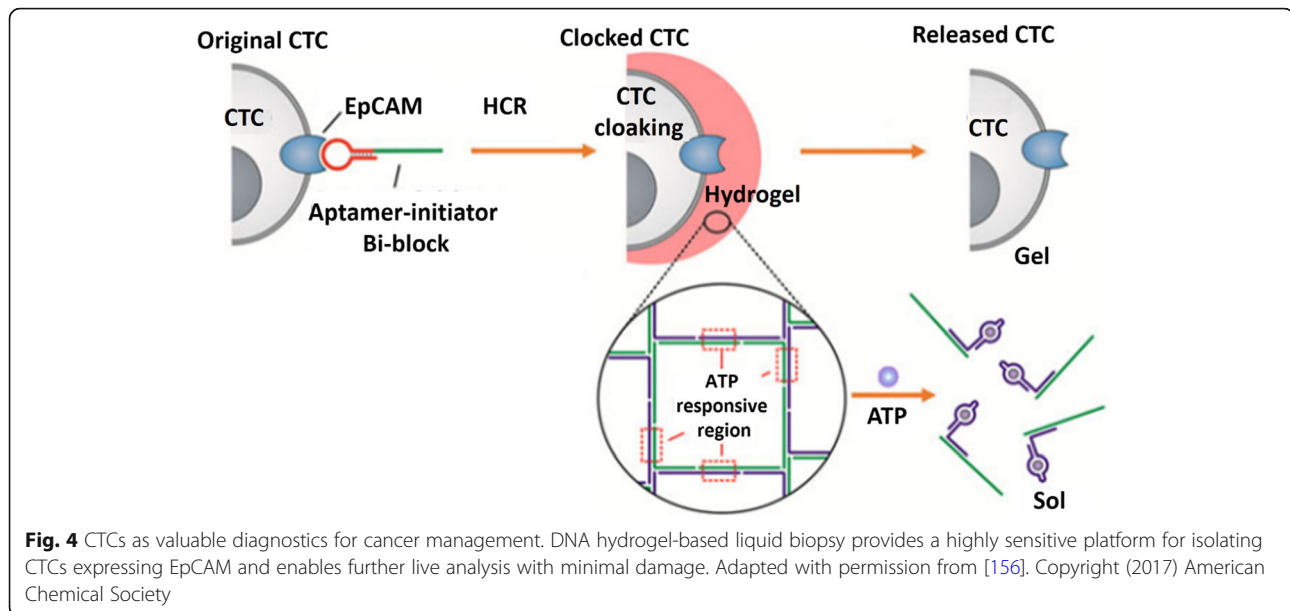 Original CTC
Clocked CTC
Released CTC
CTC
EpCAM
HCR
CTC
cloaking
CTC
Aptamer-initiator
Bi-block
Hydrogel
Gel
ATP
responsive
region
ATP
Sol
Fig. 4 CTCs as valuable diagnostics for cancer management. DNA hydrogel-based liquid biopsy provides a highly sensitive platform for isolating
CTCs expressing EpCAM and enables further live analysis with minimal damage. Adapted with permission from [156]. Copyright (2017) American
Chemical Society